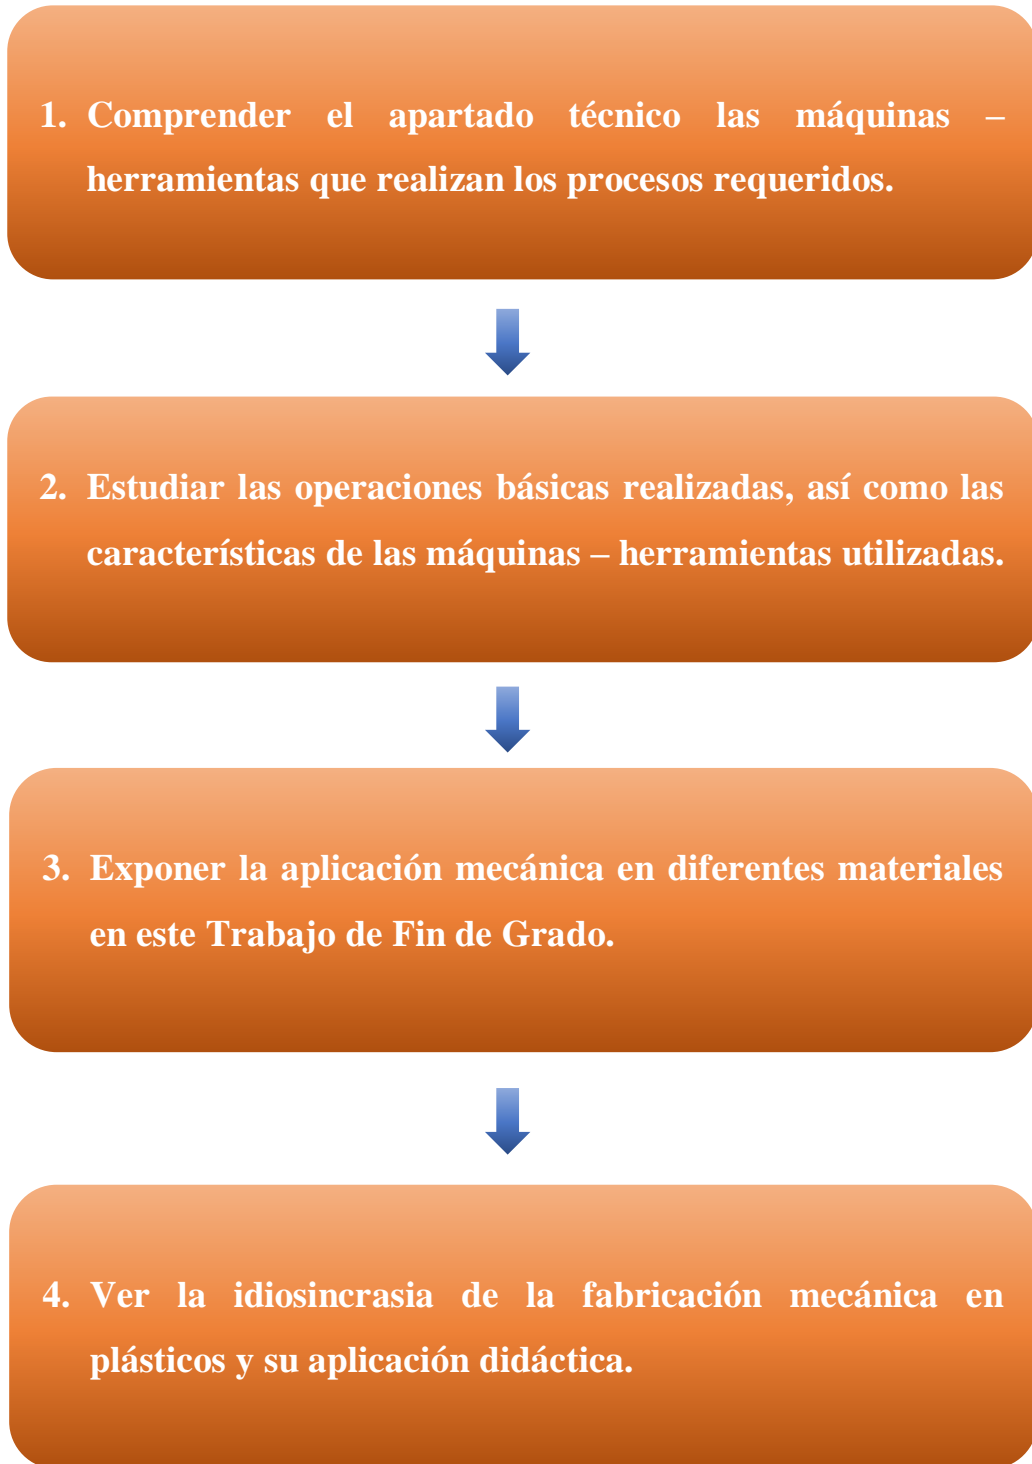 1. Comprender el apartado técnico las máquinas –
herramientas que realizan los procesos requeridos.
2. Estudiar las operaciones básicas realizadas, así como las
características de las máquinas – herramientas utilizadas.
3. Exponer la aplicación mecánica en diferentes materiales
en este Trabajo de Fin de Grado.
4. Ver la idiosincrasia de la fabricación mecánica en
plásticos y su aplicación didáctica.